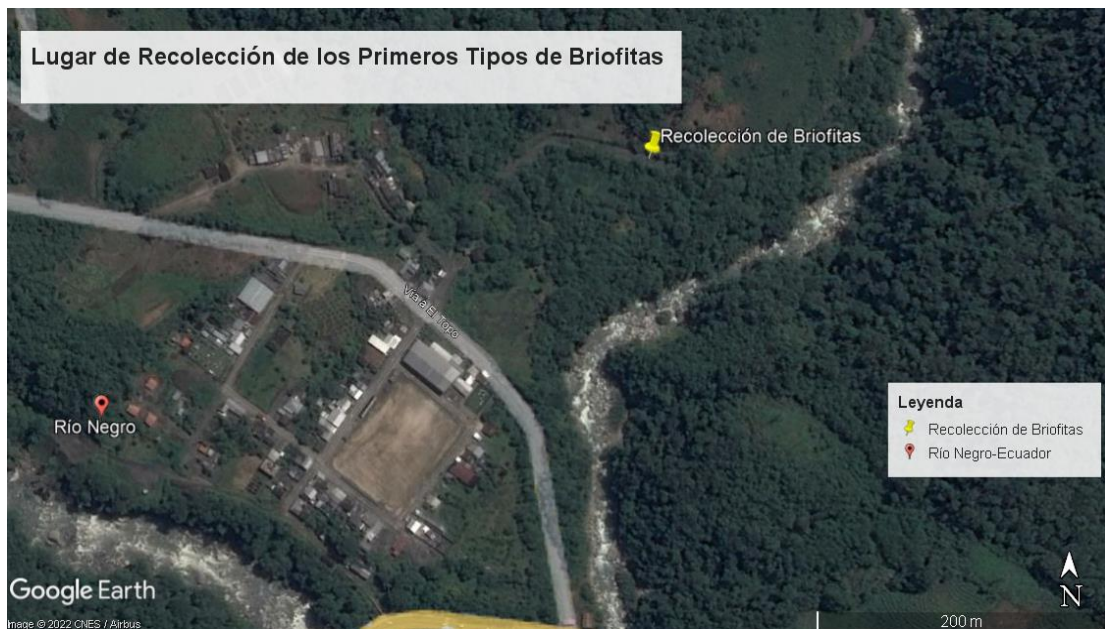 Lugar de Recolección de los Primeros Tipos de Briofitas
Recolección de Briofitas
Vía a El Topo
Río Negro
Leyenda
Recolección de Briofitas
Río Negro-Ecuador
N
Google Earth
Image © 2022 CNES / Airbus
200 m